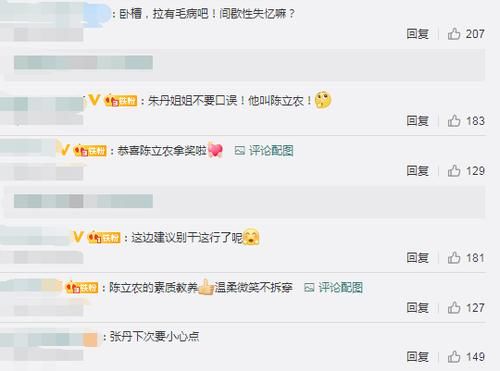 ：卧槽，拉有毛病吧！间歇性失忆嘛？
回复 207
铁粉：朱丹姐姐不要口误！他叫陈立农！
回复 183
铁粉：恭喜陈立农拿奖啦 评论配图
回复 129
铁粉：这边建议别干这行了呢
回复 181
铁粉：陈立农的素质教养 温柔微笑不拆穿 评论配图
回复 127
：张丹下次要小心点
回复 149